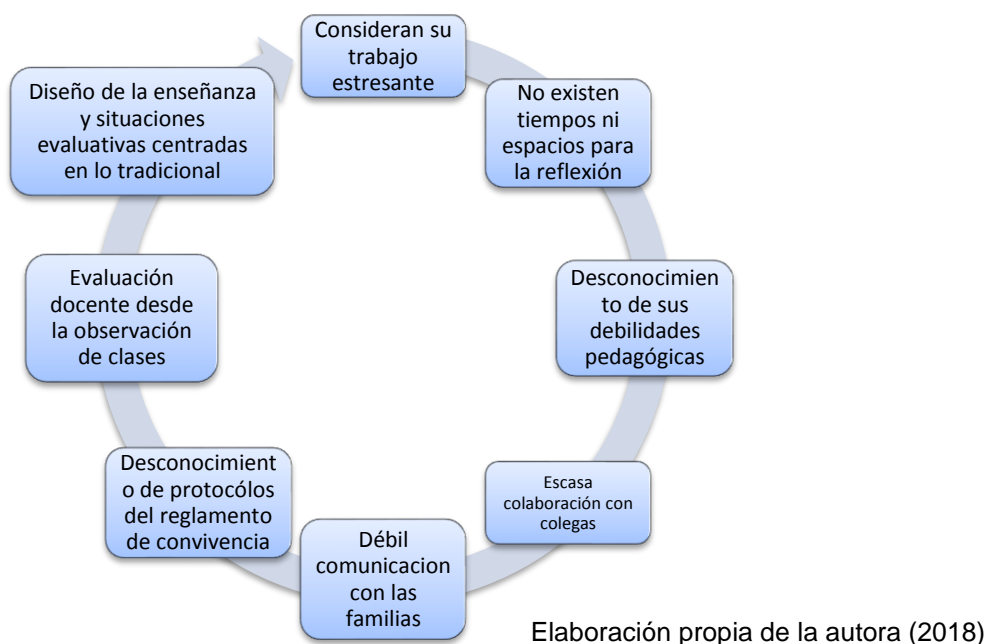 Consideran su
trabajo
estresante
No existen
tiempos ni
espacios para
la reflexión
Desconocimien
to de sus
debilidades
pedagógicas
Escasa
colaboración con
colegas
Débil
comunicacion
con las
familias
Desconocimient
o de protocólos
del reglamento
de convivencia
Evaluación
docente desde
la observación
de clases
Diseño de la enseñanza
y situaciones
evaluativas centradas
en lo tradicional
Elaboración propia de la autora (2018)